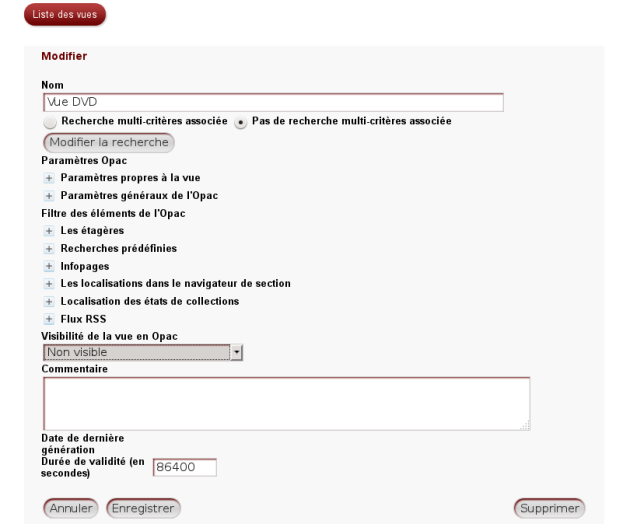 Liste des vues
Modifier
Nom
Vue DVD
Recherche multi-critères associée Pas de recherche multi-critères associée
Modifier la recherche
Paramètres Opac
+ Paramètres propres à la vue
+ Paramètres généraux de l'Opac
Filtre des éléments de l'Opac
+ Les étagères
+ Recherches prédéfinies
+ Infopages
+ Les localisations dans le navigateur de section
+ Localisation des états de collections
+ Flux RSS
Visibilité de la vue en Opac
Non visible
Commentaire
Date de dernière
génération
Durée de validité (en
secondes)
86400
Annuler Enregistrer Supprimer